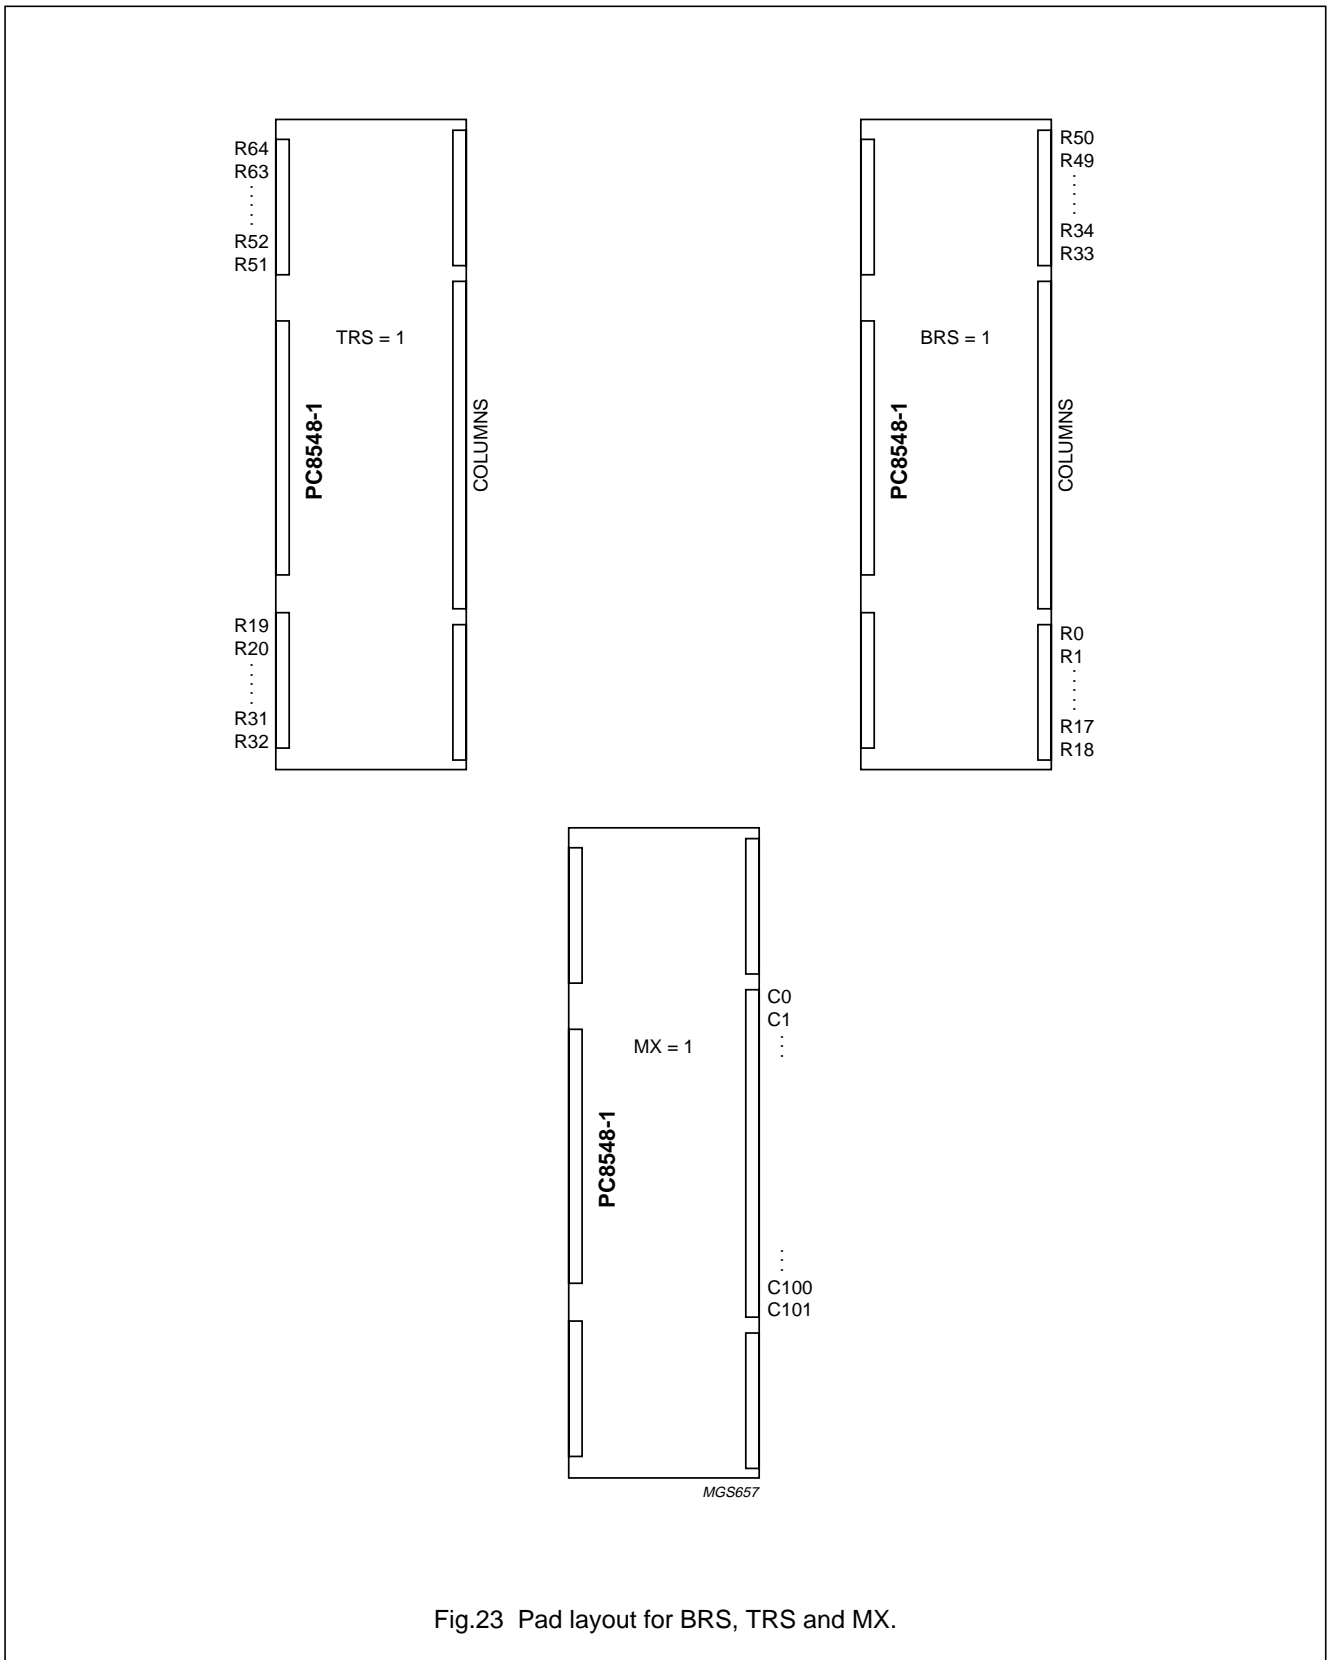 R64
R63
R52
R51
TRS = 1
PC8548-1
COLUMNS
R19
R20
R31
R32
R50
R49
R34
R33
BRS = 1
PC8548-1
COLUMNS
R0
R1
R17
R18
C0
C1
MX = 1
PC8548-1
C100
C101
MGS657
Fig.23 Pad layout for BRS, TRS and MX.